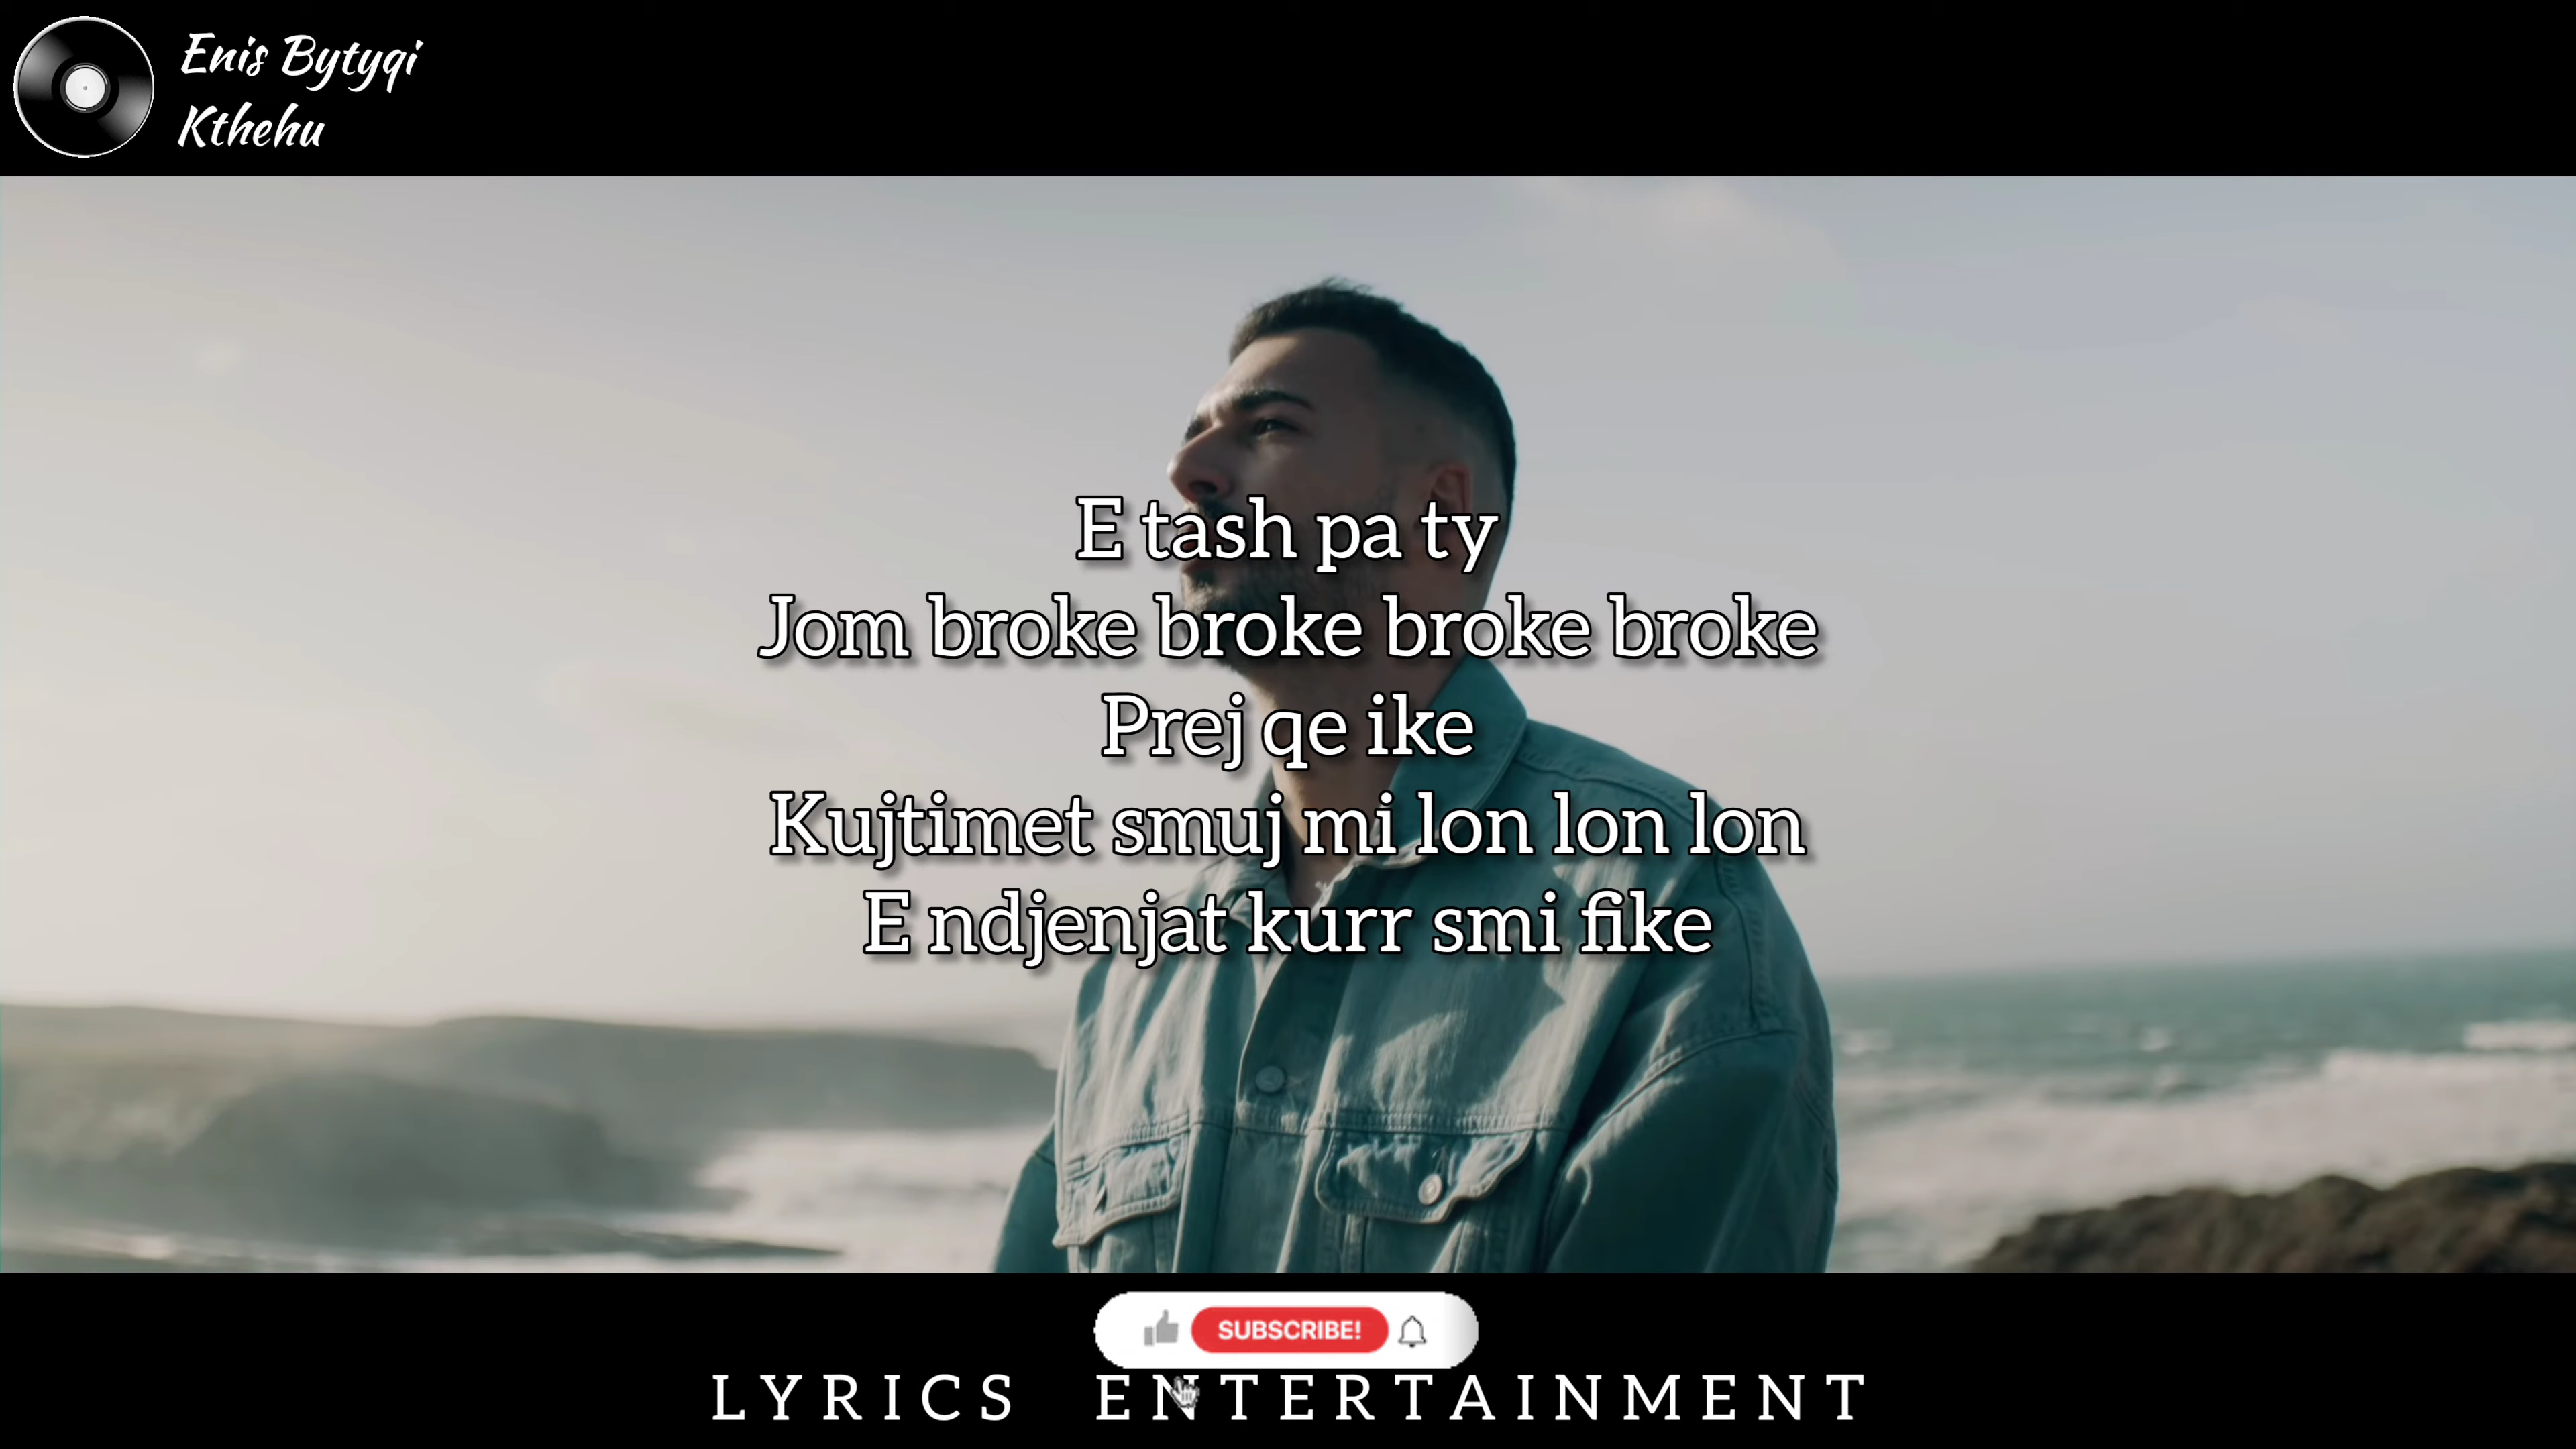 Enis Bytyqi
Kthehu
E tash pa ty
Jom broke broke broke broke
Prej qe ike
Kujtimet smuj mi lon lon lon
E ndjenjat kurr smi fike
SUBSCRIBE!
LYRICS ENTERTAINMENT